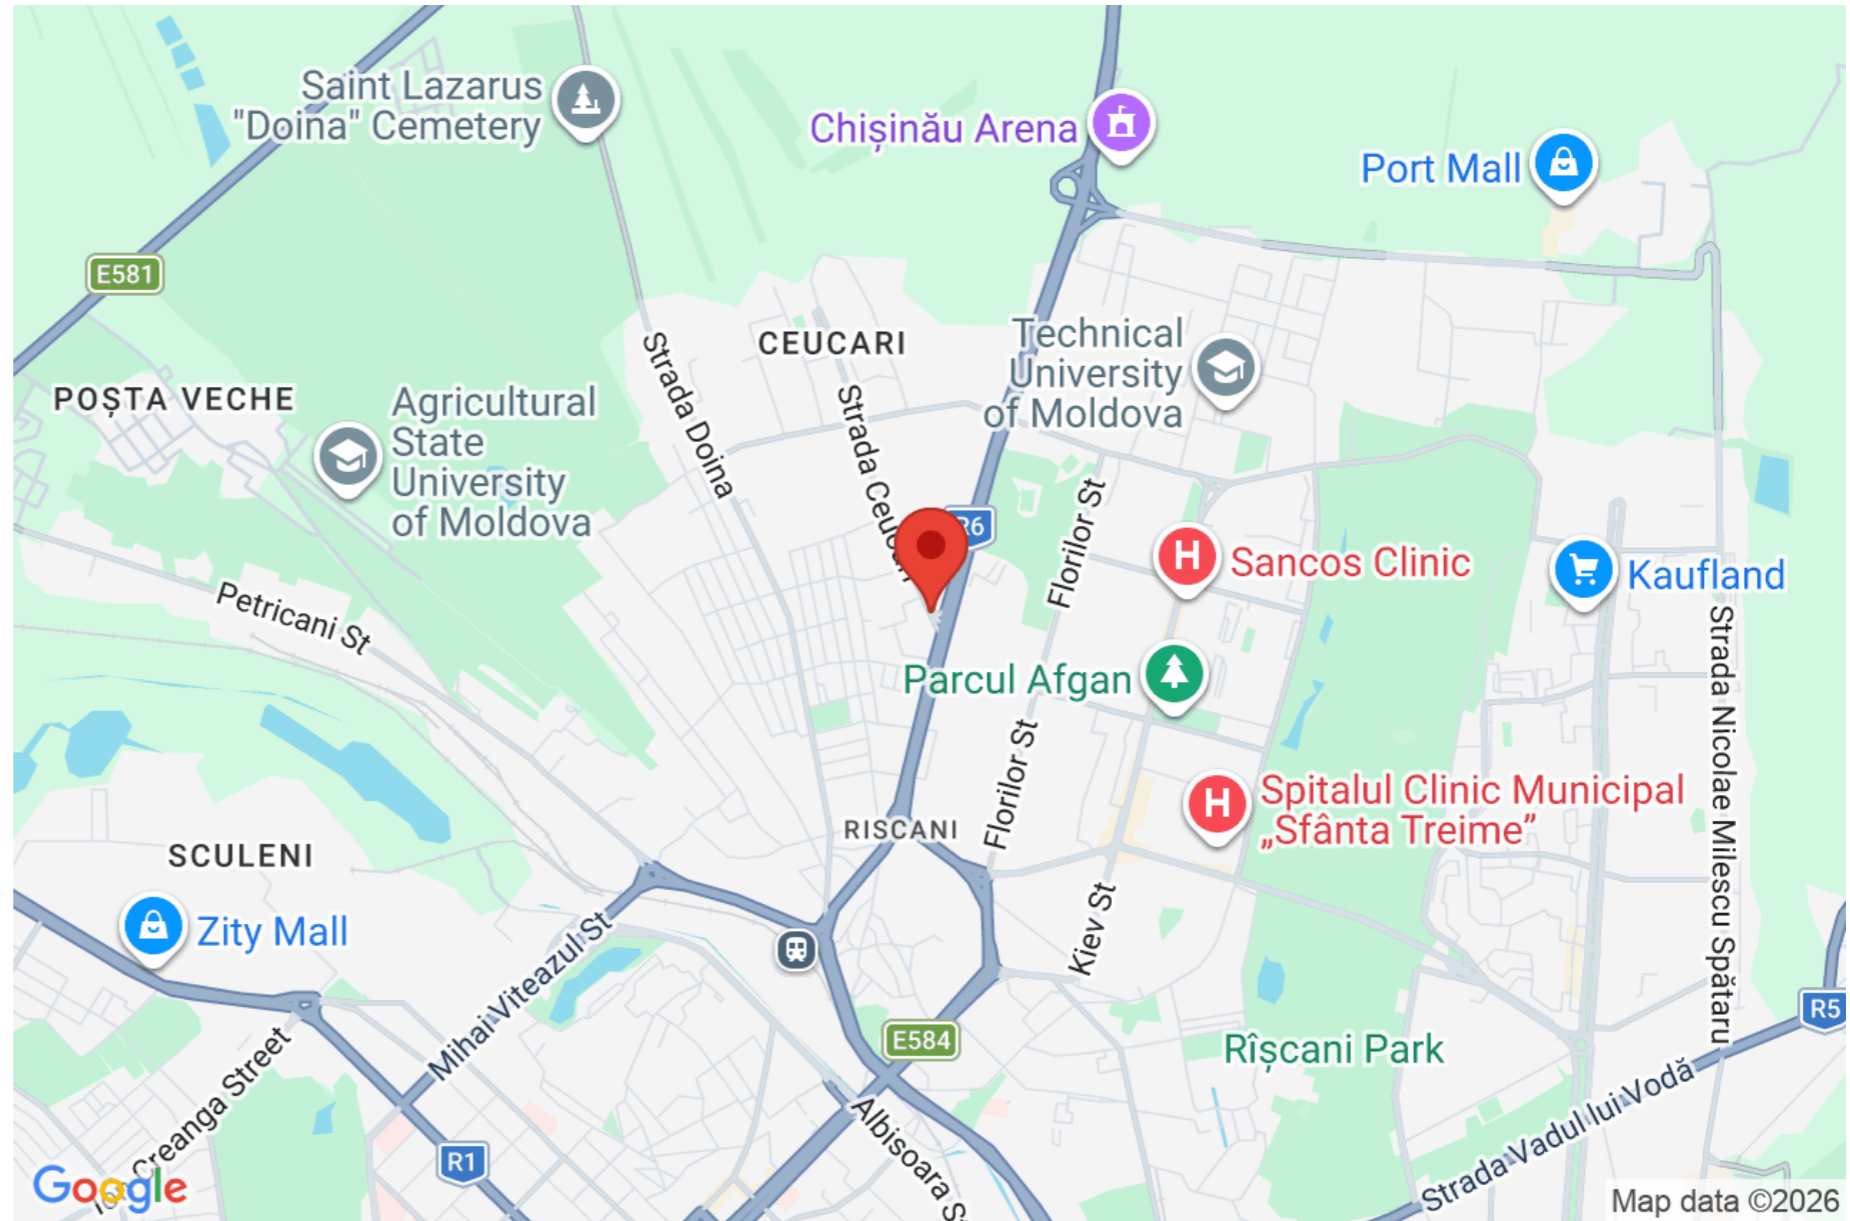 Saint Lazarus
"Doina" Cemetery
Chișinău Arena
Port Mall
E581
CEUCARI
Technical
University
of Moldova
Strada Doina
POȘTA VECHE
Agricultural
State
University
of Moldova
Strada Ceucari
R6
Florilor St
Sancos Clinic
Kaufland
Petricani St
Parcul Afgan
Strada Nicolae Milescu Spătaru
Florilor St
Spitalul Clinic Municipal
„Sfânta Treime”
RISCANI
SCULENI
Zity Mall
Kiev St
Mihai Viteazul St
R5
E584
Rîșcani Park
Creanga Street
Albisoara S
Strada Vadul lui Vodă
R1
Google
Map data ©2026